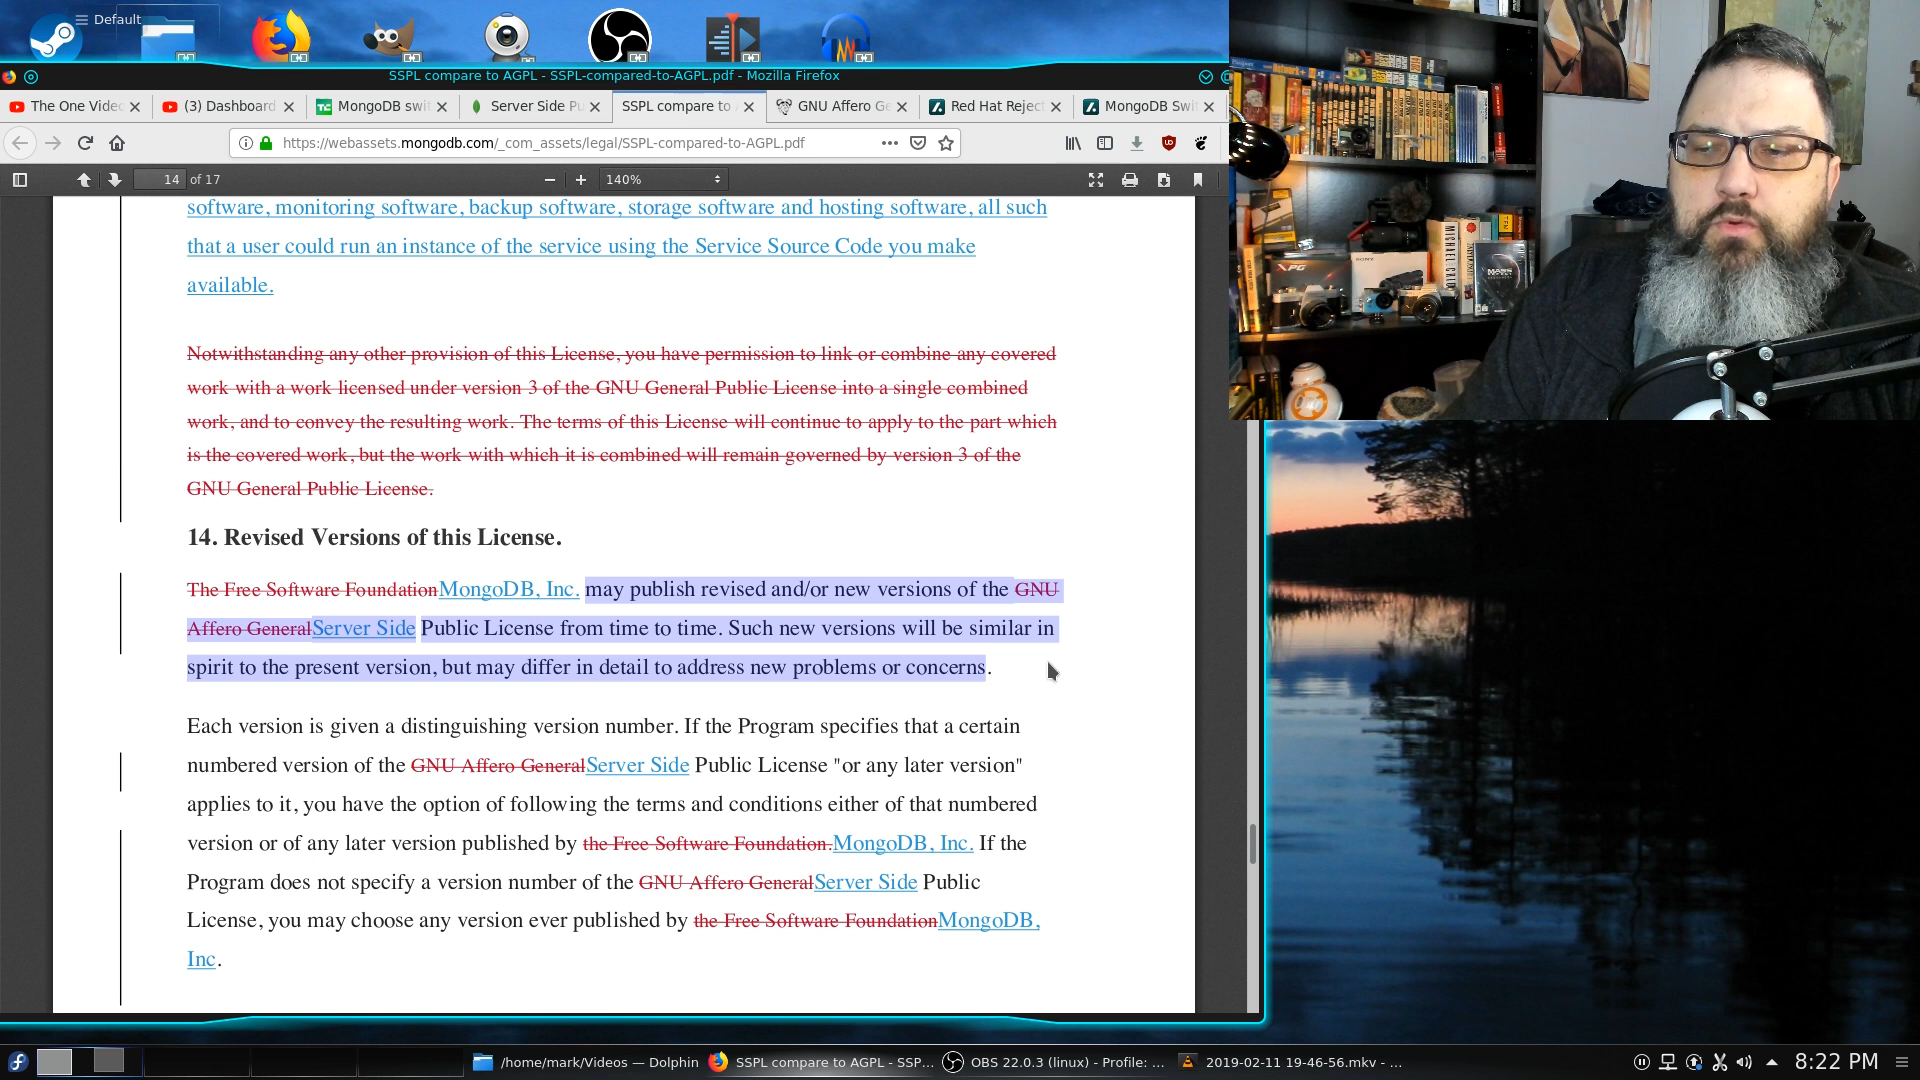 Default
SSPL compare to AGPL - SSPL-compared-to-AGPL.pdf - Mozilla Firefox
The One Videc
(3) Dashboard
MongoDB swit
Server Side Pu
SSPL compare to
GNU Affero Ge
Red Hat Reject
MongoDB Swit
https://webassets.mongodb.com/_com_assets/legal/SSPL-compared-to-AGPL.pdf
14 of 17
140%
software, monitoring software, backup software, storage software and hosting software, all such
that a user could run an instance of the service using the Service Source Code you make
available.
Notwithstanding any other provision of this License, you have permission to link or combine any covered
work with a work licensed under version 3 of the GNU General Public License into a single combined
work, and to convey the resulting work. The terms of this License will continue to apply to the part which
is the covered work, but the work with which it is combined will remain governed by version 3 of the
GNU General Public License.
14. Revised Versions of this License.
The Free Software FoundationMongoDB, Inc. may publish revised and/or new versions of the GNU
Affero GeneralServer Side Public License from time to time. Such new versions will be similar in
spirit to the present version, but may differ in detail to address new problems or concerns.
Each version is given a distinguishing version number. If the Program specifies that a certain
numbered version of the GNU Affero GeneralServer Side Public License "or any later version"
applies to it, you have the option of following the terms and conditions either of that numbered
version or of any later version published by the Free Software Foundation.MongoDB, Inc. If the
Program does not specify a version number of the GNU Affero GeneralServer Side Public
License, you may choose any version ever published by the Free Software FoundationMongoDB,
Inc.
XPG
SONY
MICHAEL
/home/mark/Videos — Dolphin
SSPL compare to AGPL - SSP...
OBS 22.0.3 (linux) - Profile: ...
2019-02-11 19-46-56.mkv - ...
8:22 PM